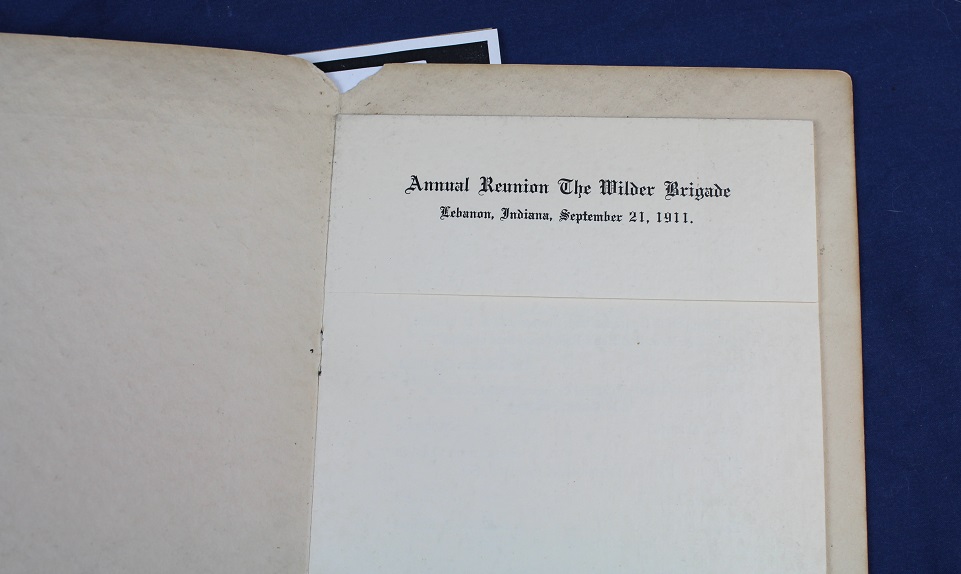 Annual Reunion The Wilder Brigade
Lebanon, Indiana, September 21, 1911.